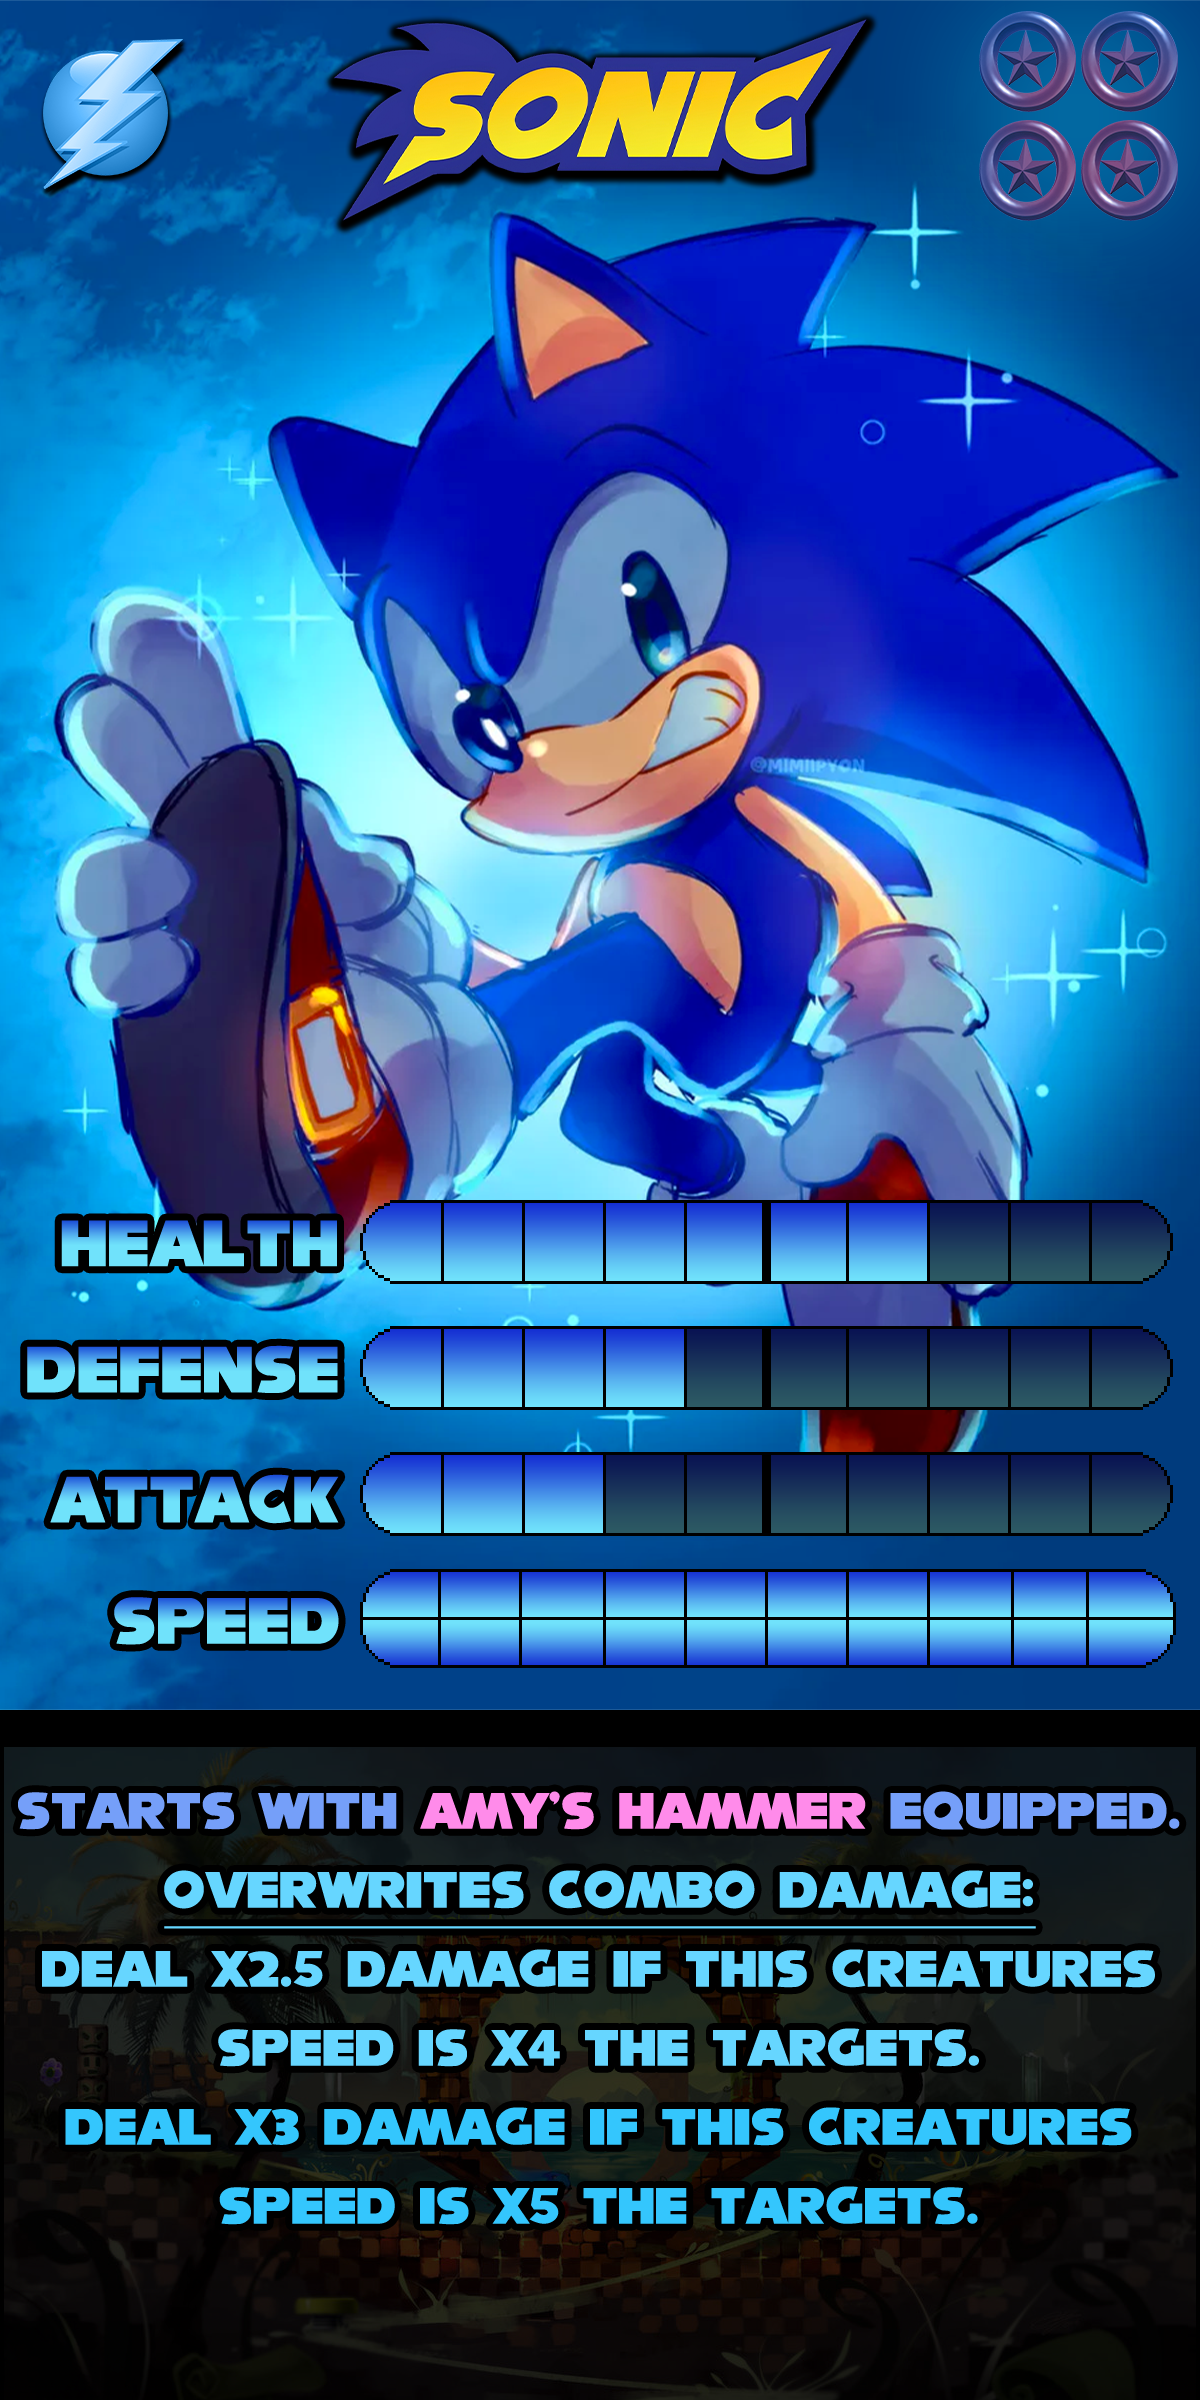 SONIC
@MIMIIPYON
HEALTH
DEFENSE
ATTACK
SPEED
STARTS WITH AMY'S HAMMER EQUIPPED.
OVERWRITES COMBO DAMAGE:
DEAL X2.5 DAMAGE IF THIS CREATURES
SPEED IS X4 THE TARGETS.
DEAL X3 DAMAGE IF THIS CREATURES
SPEED IS X5 THE TARGETS.